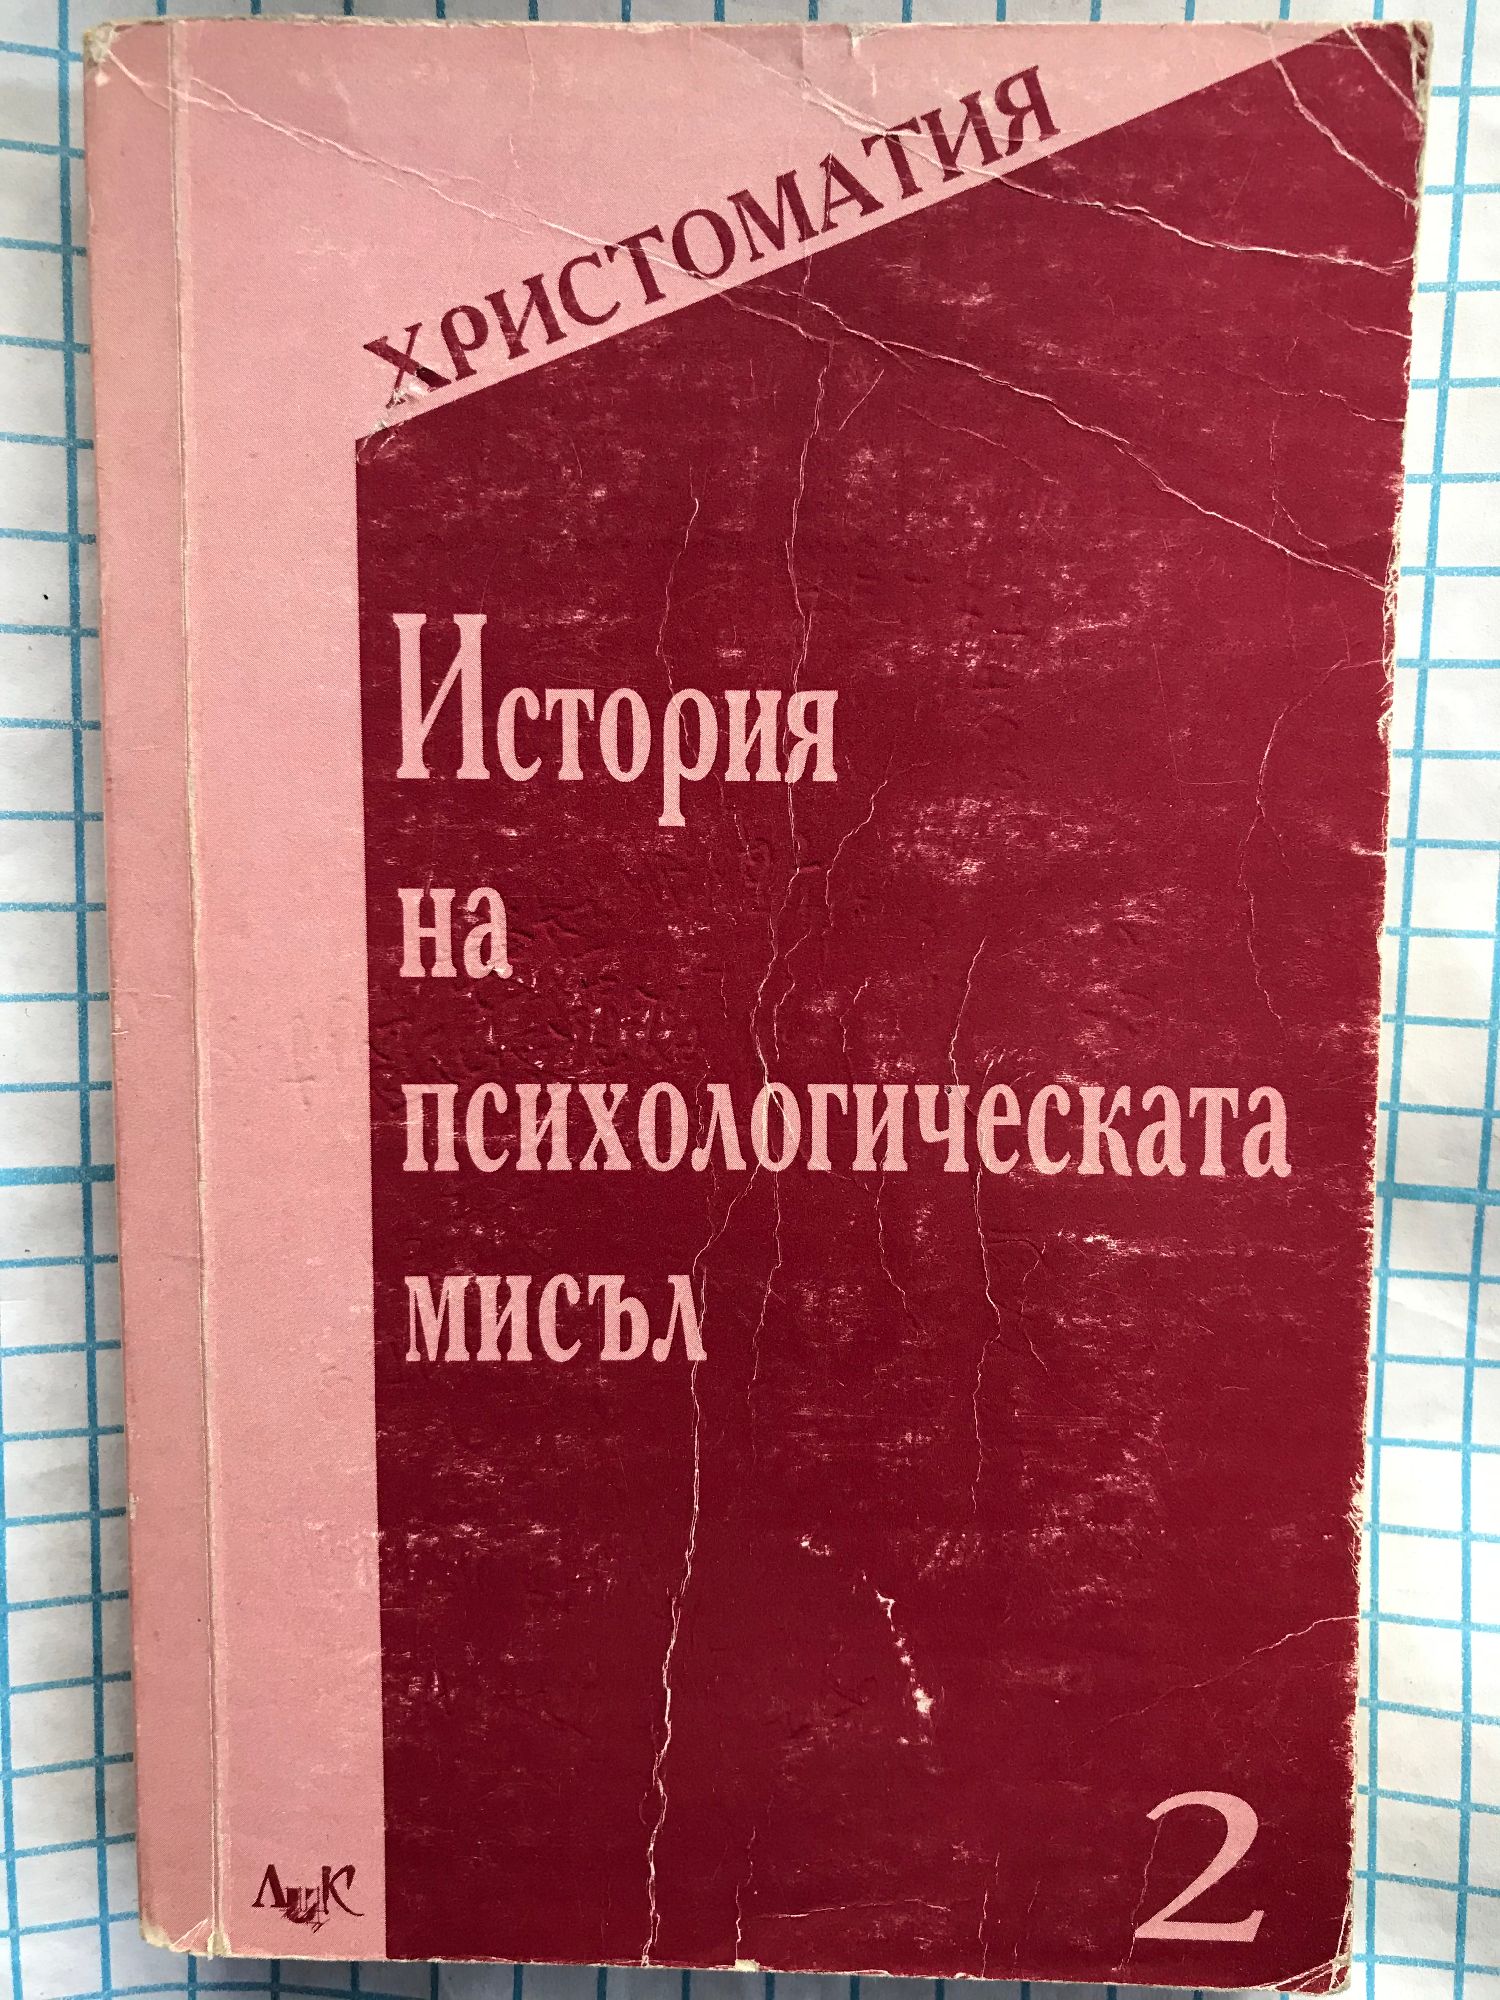 ХРИСТОМАТИЯ
История
на
психологическата
мисъл
2
ЛиК